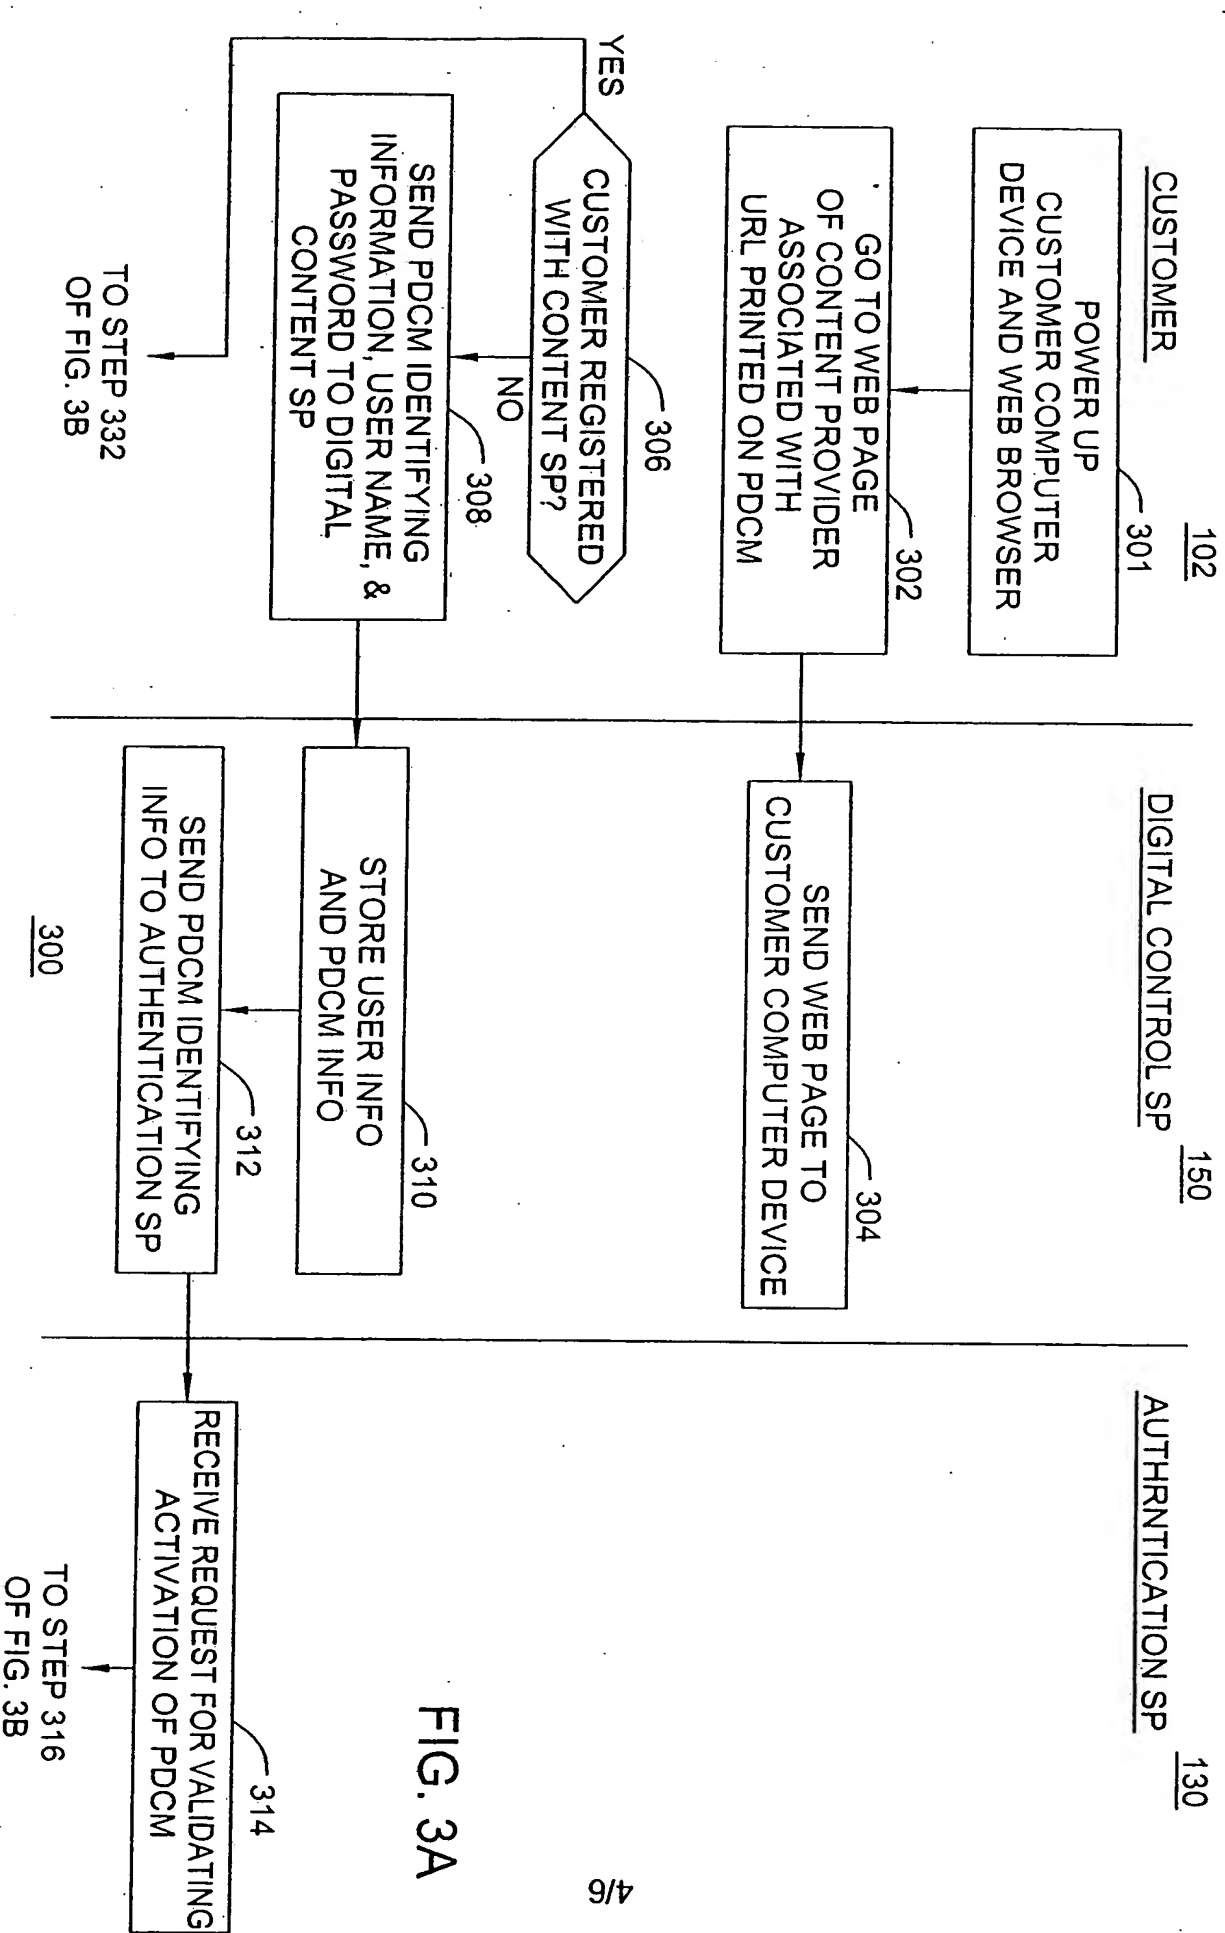 CUSTOMER
102
DIGITAL CONTROL SP
150
AUTHRNTICATION SP
130
POWER UP
CUSTOMER COMPUTER
DEVICE AND WEB BROWSER
301
GO TO WEB PAGE
OF CONTENT PROVIDER
ASSOCIATED WITH
URL PRINTED ON PDCM
302
SEND WEB PAGE TO
CUSTOMER COMPUTER DEVICE
304
YES
CUSTOMER REGISTERED
WITH CONTENT SP?
306
NO
SEND PDCM IDENTIFYING
INFORMATION, USER NAME, &
PASSWORD TO DIGITAL
CONTENT SP
308
TO STEP 332
OF FIG. 3B
STORE USER INFO
AND PDCM INFO
310
SEND PDCM IDENTIFYING
INFO TO AUTHENTICATION SP
312
RECEIVE REQUEST FOR VALIDATING
ACTIVATION OF PDCM
314
TO STEP 316
OF FIG. 3B
300
FIG. 3A
4/6